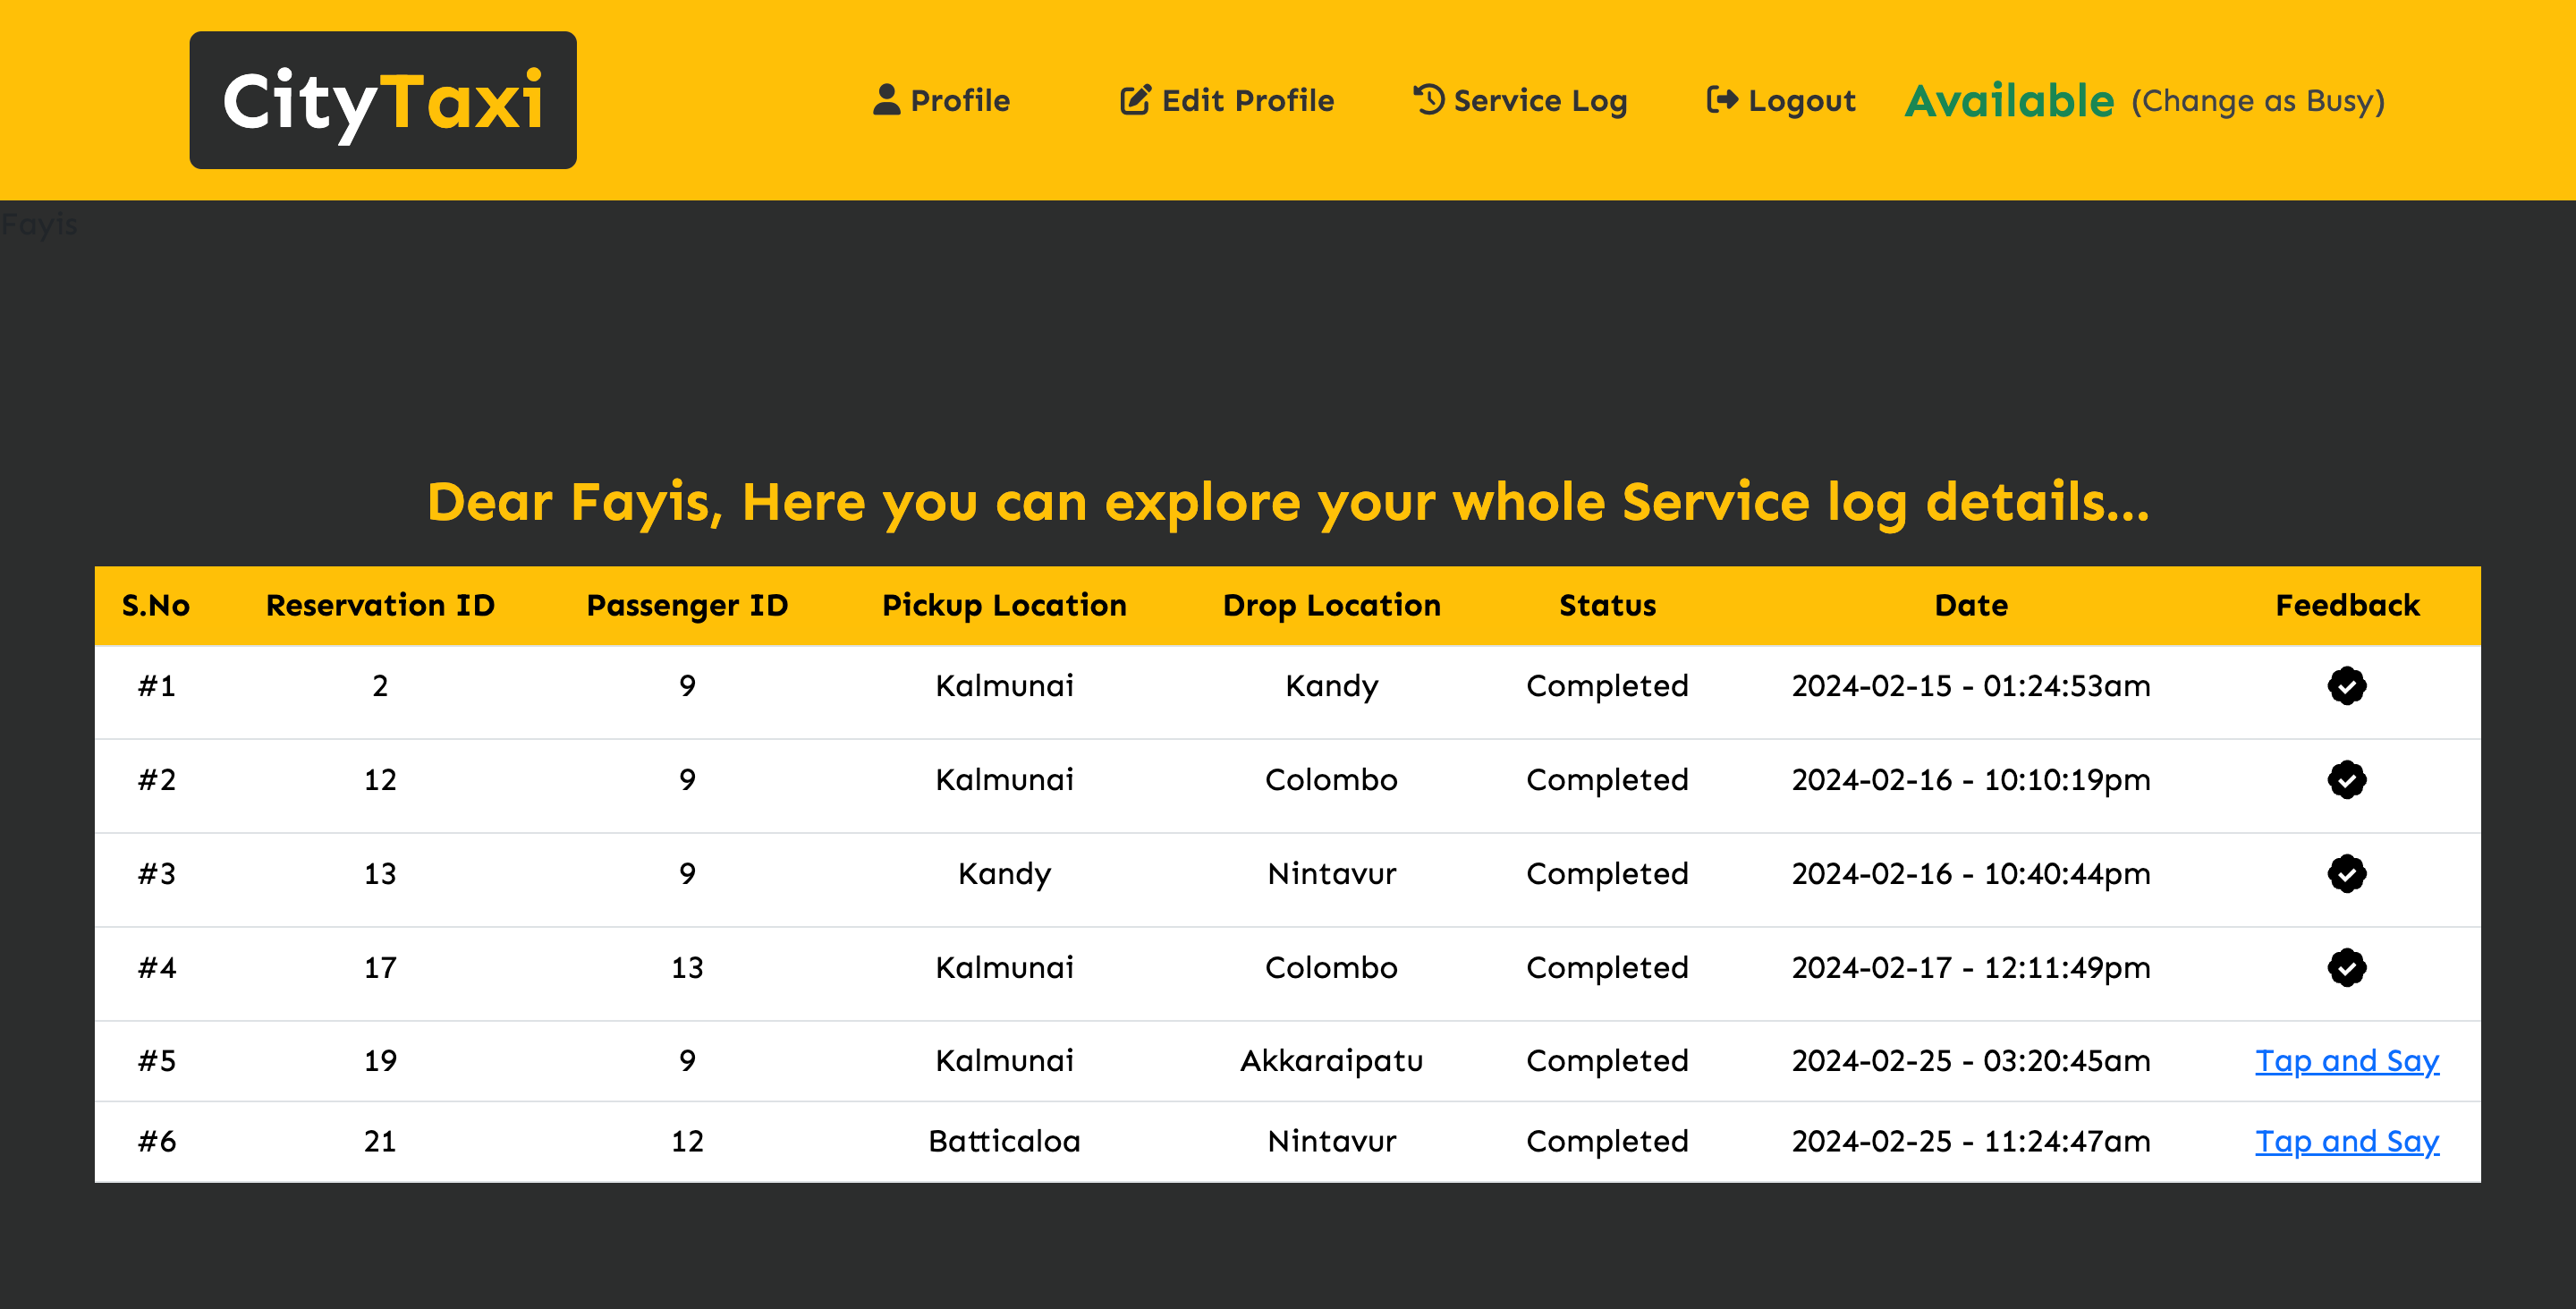 CityTaxi Profile Edit Profile Service Log Logout Available (Change as Busy)
Fayis
Dear Fayis, Here you can explore your whole Service log details...
S.No Reservation ID Passenger ID Pickup Location Drop Location Status Date Feedback
#1 2 9 Kalmunai Kandy Completed 2024-02-15 - 01:24:53am
#2 12 9 Kalmunai Colombo Completed 2024-02-16 - 10:10:19pm
#3 13 9 Kandy Nintavur Completed 2024-02-16 - 10:40:44pm
#4 17 13 Kalmunai Colombo Completed 2024-02-17 - 12:11:49pm
#5 19 9 Kalmunai Akkaraipatu Completed 2024-02-25 - 03:20:45am Tap and Say
#6 21 12 Batticaloa Nintavur Completed 2024-02-25 - 11:24:47am Tap and Say